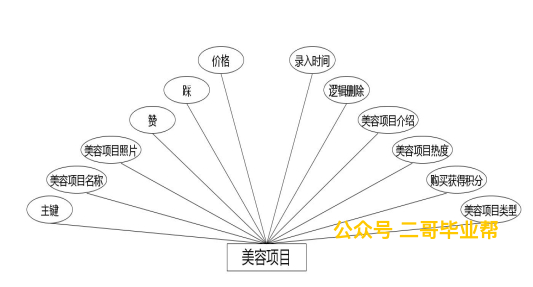 价格
录入时间
踩
逻辑删除
赞
美容项目介绍
美容项目照片
美容项目热度
美容项目名称
购买获得积分
主键
美容项目类型
公众号 二哥毕业帮
美容项目